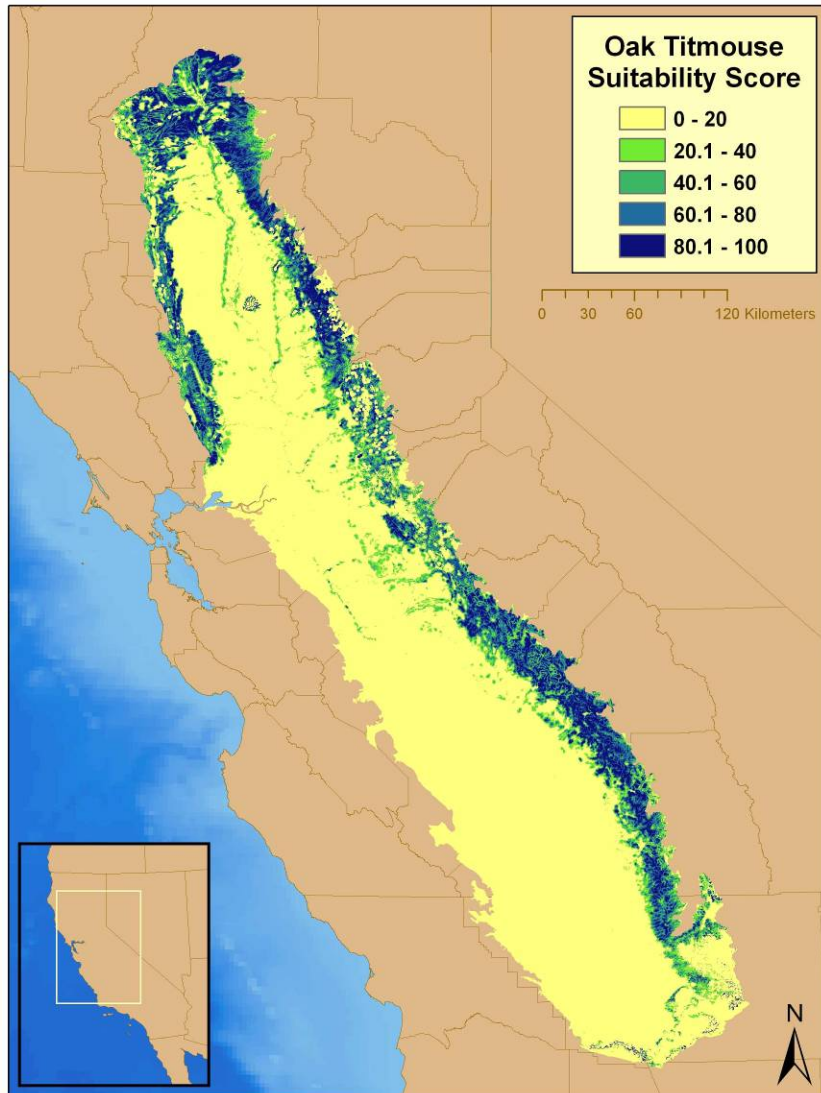 Oak Titmouse
Suitability Score
0 - 20
20.1 - 40
40.1 - 60
60.1 - 80
80.1 - 100
0 30 60 120 Kilometers
N